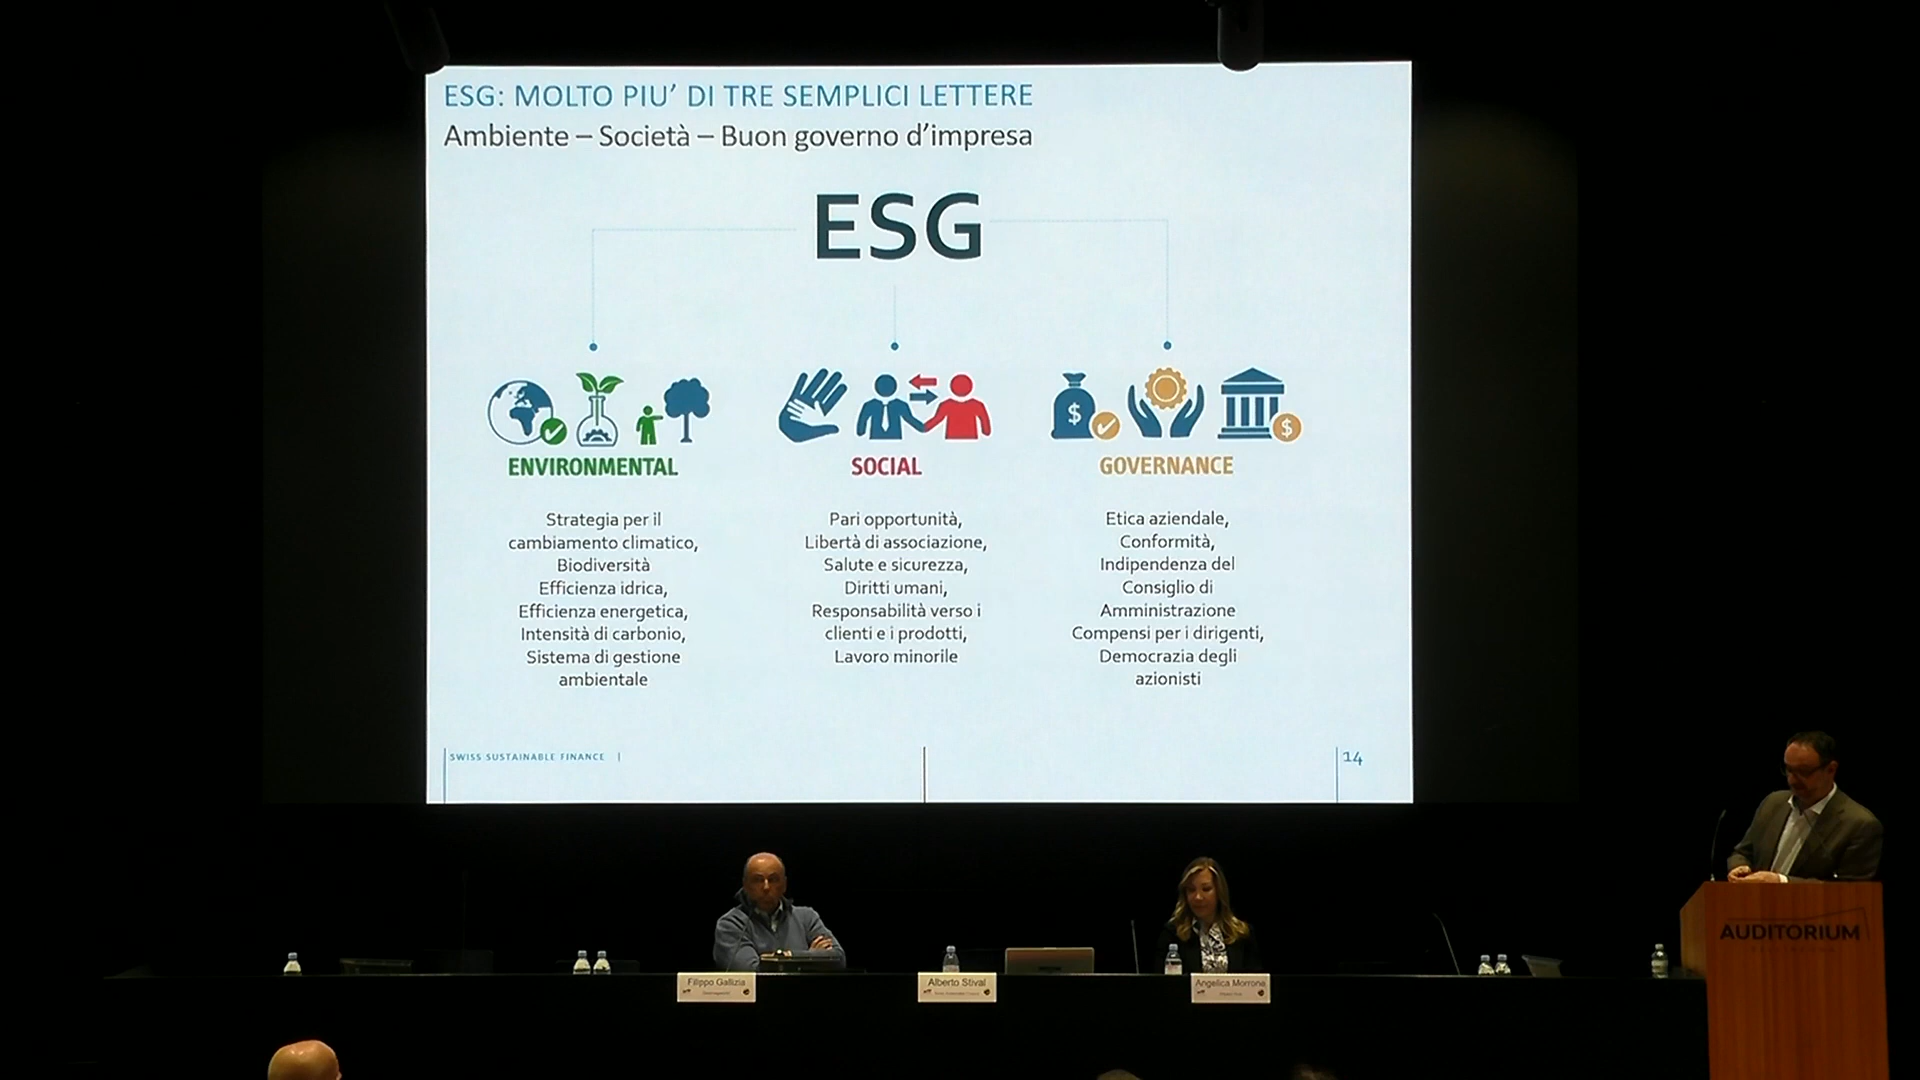 ESG: MOLTO PIU’ DI TRE SEMPLICI LETTERE
Ambiente – Società – Buon governo d’impresa
ESG
ENVIRONMENTAL
Strategia per il
cambiamento climatico,
Biodiversità
Efficienza idrica,
Efficienza energetica,
Intensità di carbonio,
Sistema di gestione
ambientale
SOCIAL
Pari opportunità,
Libertà di associazione,
Salute e sicurezza,
Diritti umani,
Responsabilità verso i
clienti e i prodotti,
Lavoro minorile
GOVERNANCE
Etica aziendale,
Conformità,
Indipendenza del
Consiglio di
Amministrazione
Compensi per i dirigenti,
Democrazia degli
azionisti
SWISS SUSTAINABLE FINANCE |
14
Filippo Gallizia
Alberto Stival
Angelica Morrone
AUDITORIUM